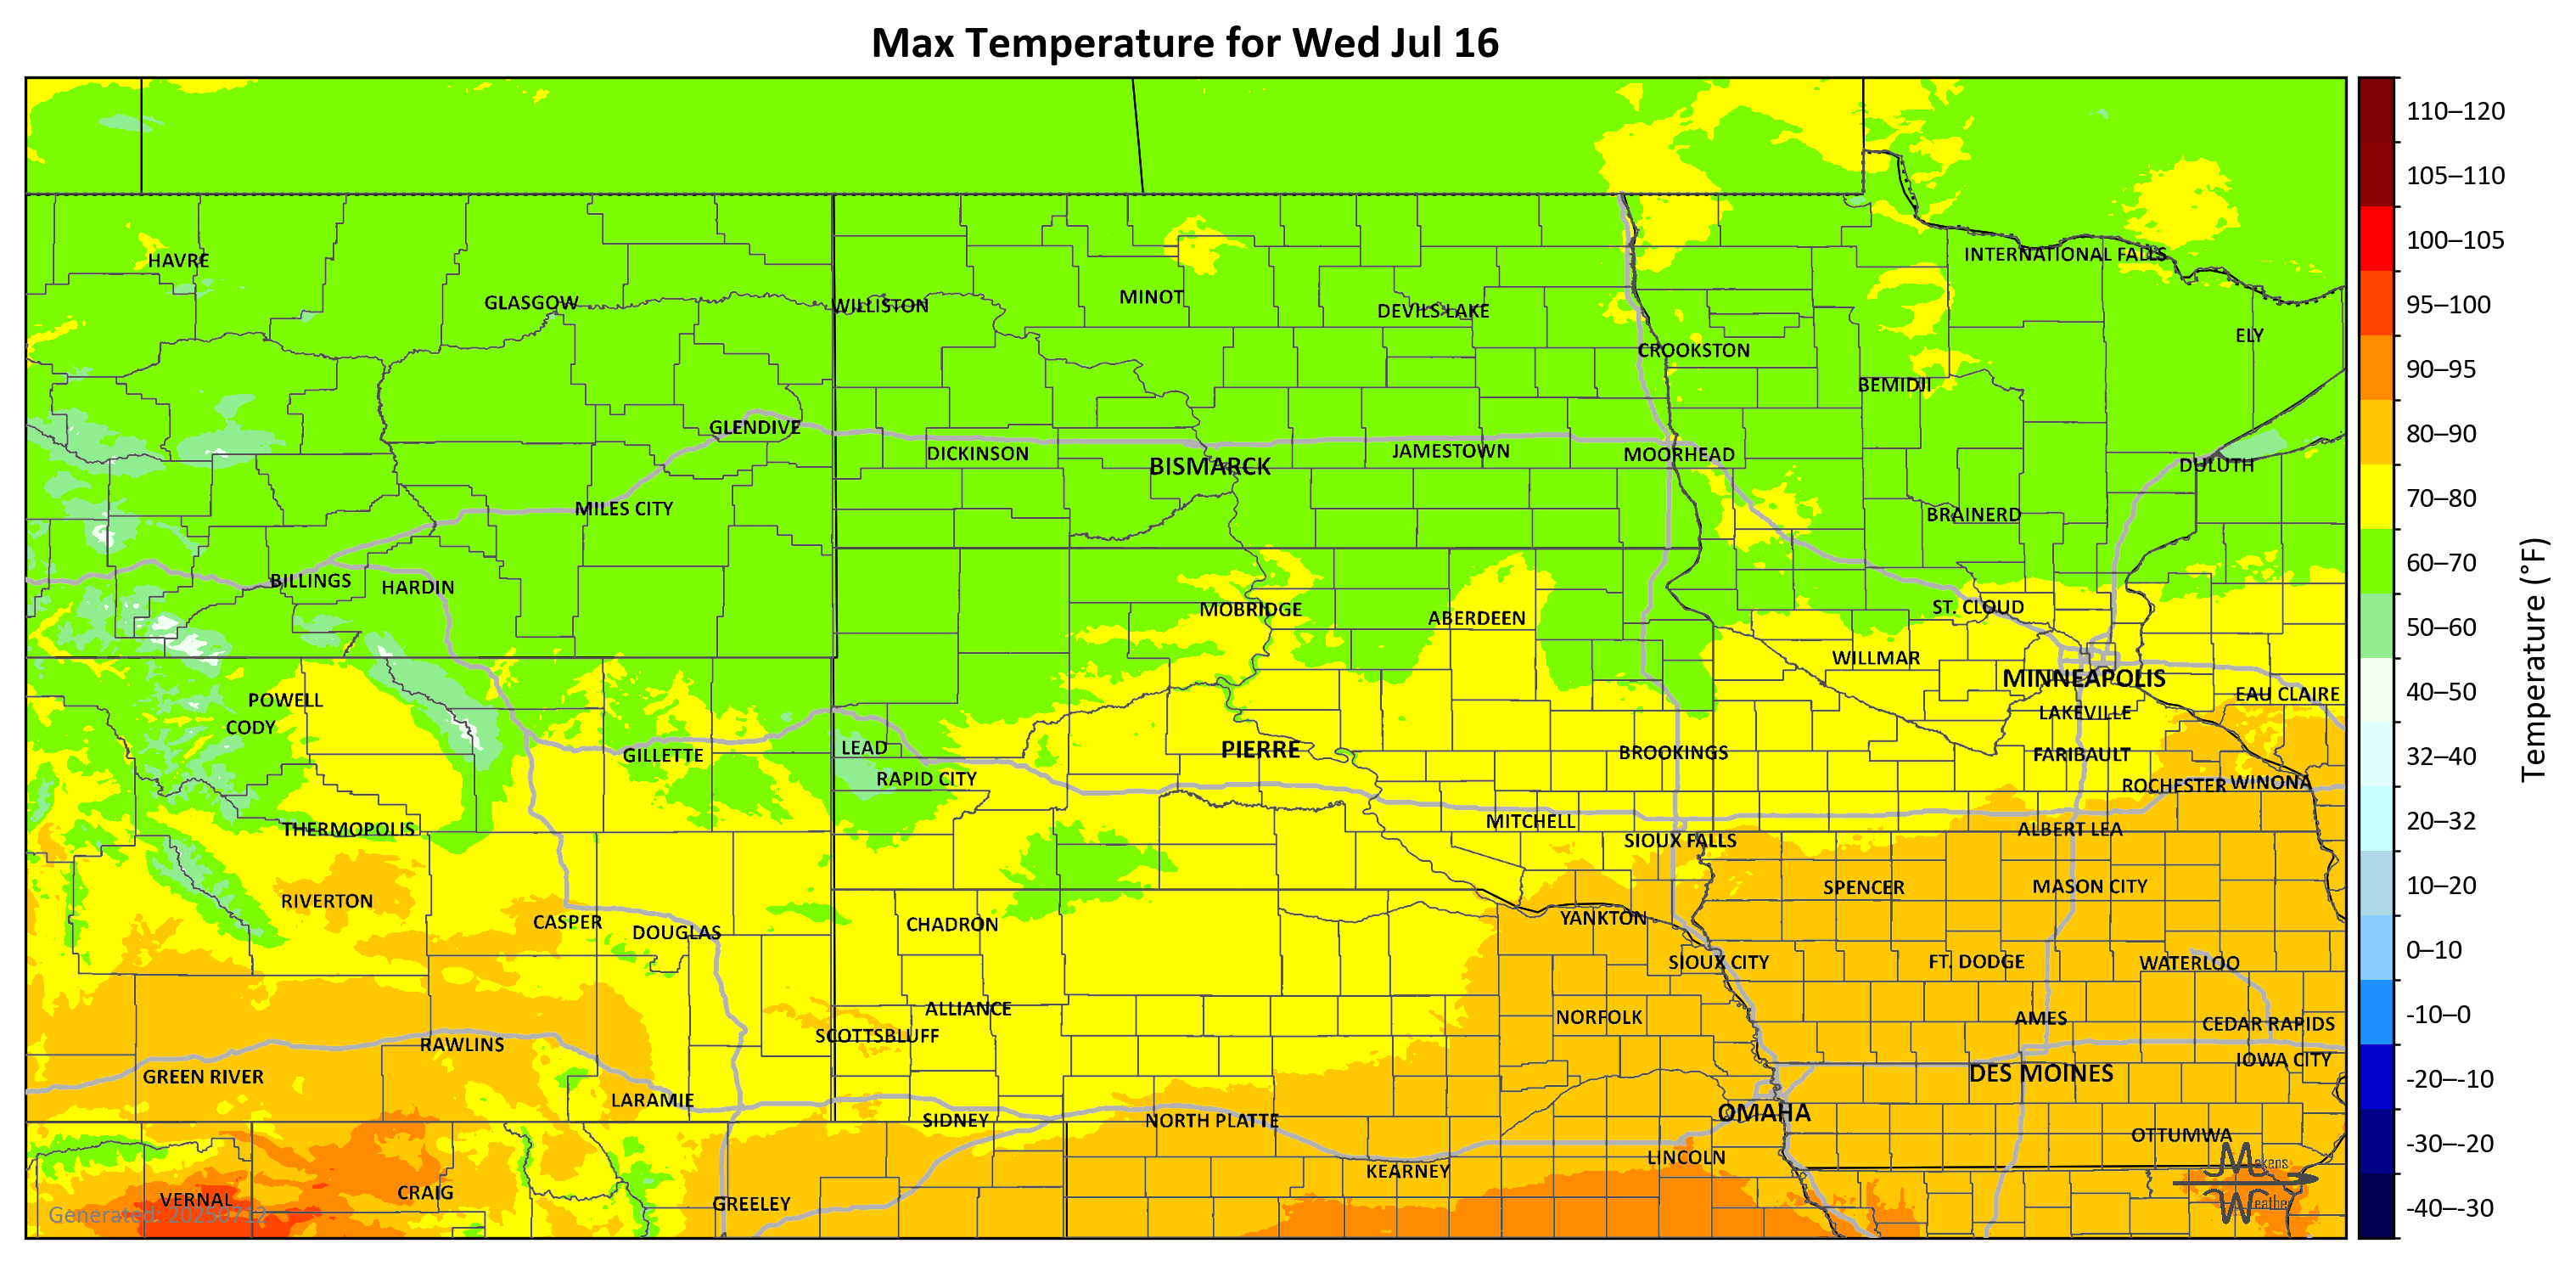 Max Temperature for Wed Jul 16
HAVRE
GLASGOW
WILLISTON
MINOT
DEVILS LAKE
CROOKSTON
INTERNATIONAL FALLS
ELY
BEMIDJI
GLENDIVE
DICKINSON
BISMARCK
JAMESTOWN
MOORHEAD
DULUTH
MILES CITY
BRAINERD
BILLINGS
HARDIN
MOBRIDGE
ABERDEEN
ST. CLOUD
WILLMAR
MINNEAPOLIS
EAU CLAIRE
POWELL
CODY
LAKEVILLE
GILLETTE
LEAD
RAPID CITY
PIERRE
BROOKINGS
FARIBAULT
ROCHESTER
WINONA
THERMOPOLIS
MITCHELL
SIOUX FALLS
ALBERT LEA
RIVERTON
CASPER
DOUGLAS
CHADRON
YANKTON
SPENCER
MASON CITY
SIOUX CITY
FT. DODGE
WATERLOO
ALLIANCE
SCOTTSBLUFF
NORFOLK
AMES
CEDAR RAPIDS
IOWA CITY
RAWLINS
GREEN RIVER
LARAMIE
SIDNEY
NORTH PLATTE
OMAHA
DES MOINES
OTTUMWA
KEARNEY
LINCOLN
VERNAL
CRAIG
GREELEY
Generated: 20250712
Makens
Weather
110–120
105–110
100–105
95–100
90–95
80–90
70–80
60–70
50–60
40–50
32–40
20–32
10–20
0–10
-10–0
-20–-10
-30–-20
-40–-30
Temperature (°F)